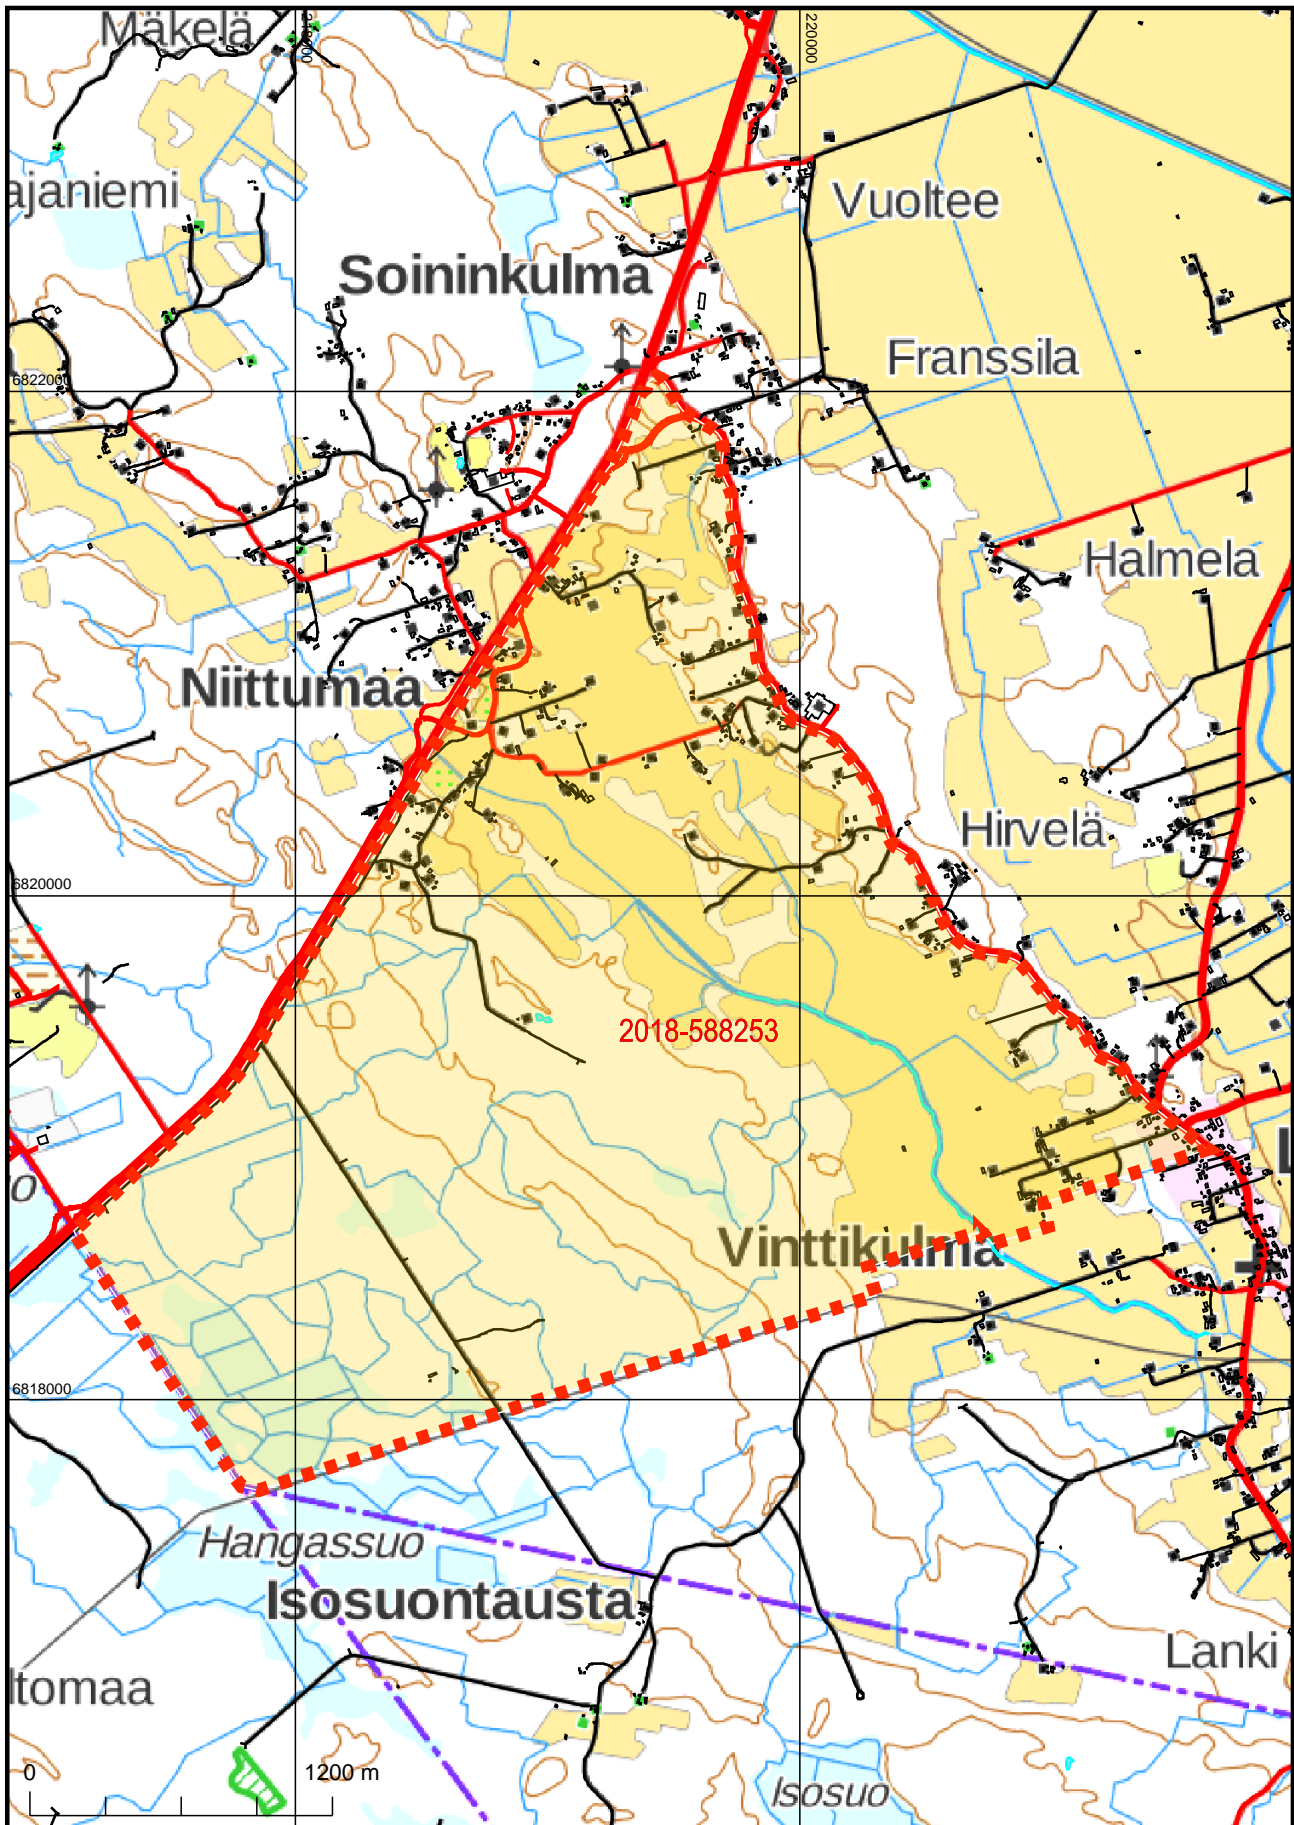 Mäkelä
220000
ajaniemi
Vuoltee
Soininkulma
Franssila
6822000
Halmela
Niittumaa
Hirvelä
6820000
2018-588253
L
o
Vinttikulma
6818000
Hangassuo
Isosuontausta
Lanki
ltomaa
0 1200 m
Isosuo